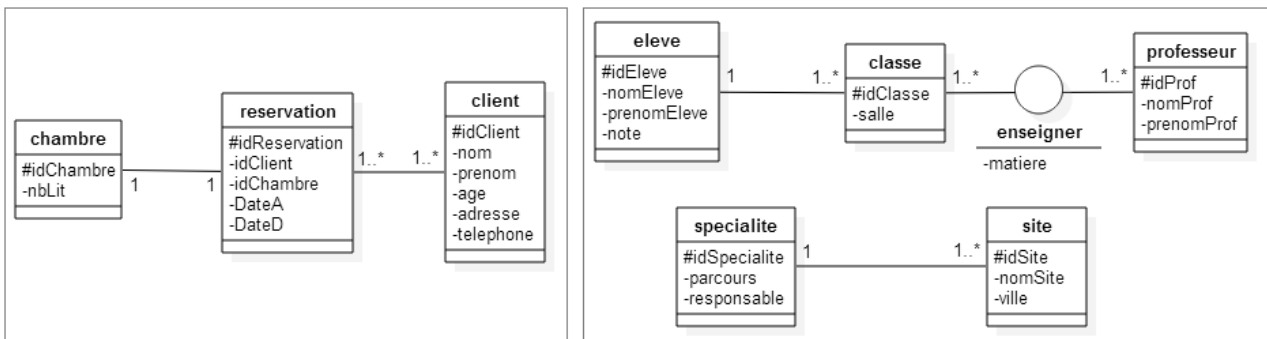 chambre
#idChambre
-nbLit
1
1
reservation
#idReservation
-idClient
-idChambre
-DateA
-DateD
1..*
1..*
client
#idClient
-nom
-prenom
-age
-adresse
-telephone
eleve
#idEleve
-nomEleve
-prenomEleve
-note
1
1..*
classe
#idClasse
-salle
1..*
enseigner
-matiere
1..*
professeur
#idProf
-nomProf
-prenomProf
specialite
#idSpecialite
-parcours
-responsable
1
1..*
site
#idSite
-nomSite
-ville